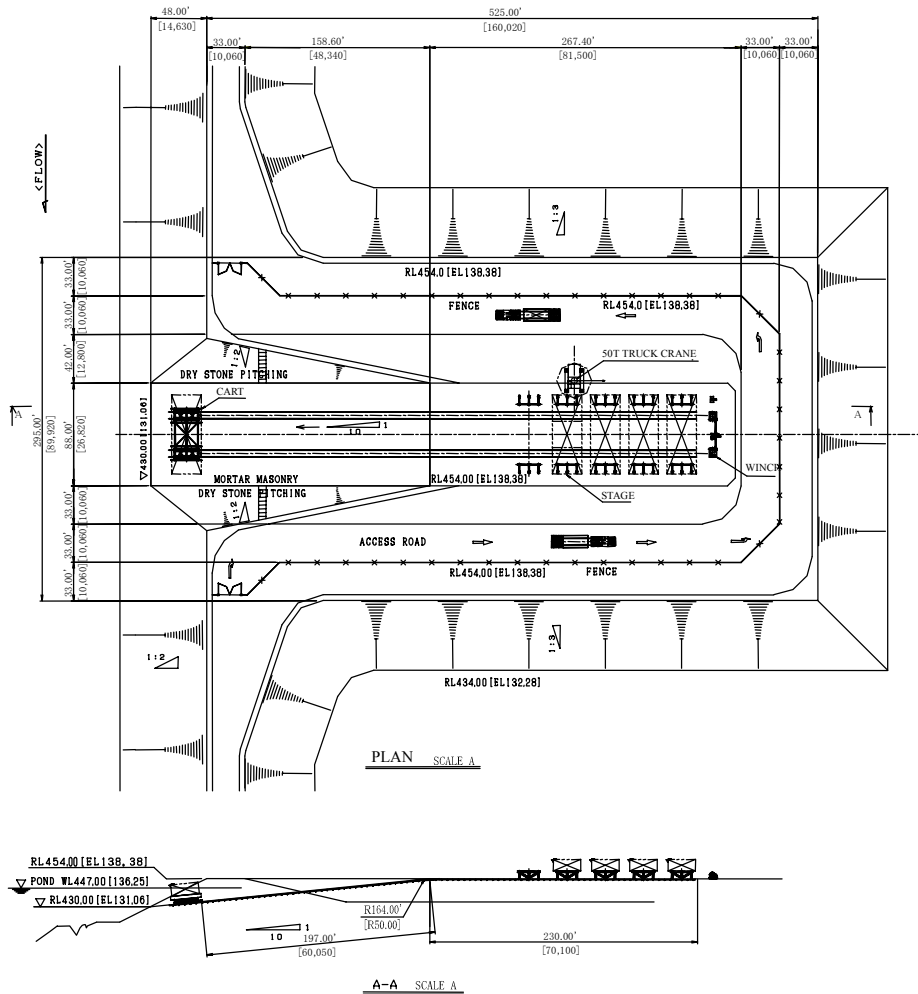 48.00'
[14,630]
525.00'
[160,020]
33.00'
[10,060]
158.60'
[48,340]
267.40'
[81,500]
33.00'
[10,060]
33.00'
[10,060]
<FLOW>
1:3
RL454.0 [EL138,38]
FENCE
RL454,0 [EL138,38]
33.00'
[10,060]
33.00'
[10,060]
42.00'
[12,800]
88.00'
[26,820]
33.00'
[10,060]
33.00'
[10,060]
33.00'
[10,060]
295.00'
[89,920]
1:2
DRY STONE PITCHING
50T TRUCK CRANE
CART
A
A
10
1
▽430,00 [131,06]
MORTAR MASONRY
RL454,00 [EL138,38]
WINCH
DRY STONE PITCHING
STAGE
1:2
ACCESS ROAD
RL454,00 [EL138,38]
FENCE
1:2
1:3
RL434,00 [EL132,28]
PLAN SCALE A
RL454,00 [EL138, 38]
POND WL447,00 [136,25]
RL430,00 [EL131,06]
R164.00'
[R50.00]
10
1
197.00'
[60,050]
230.00'
[70,100]
A-A SCALE A